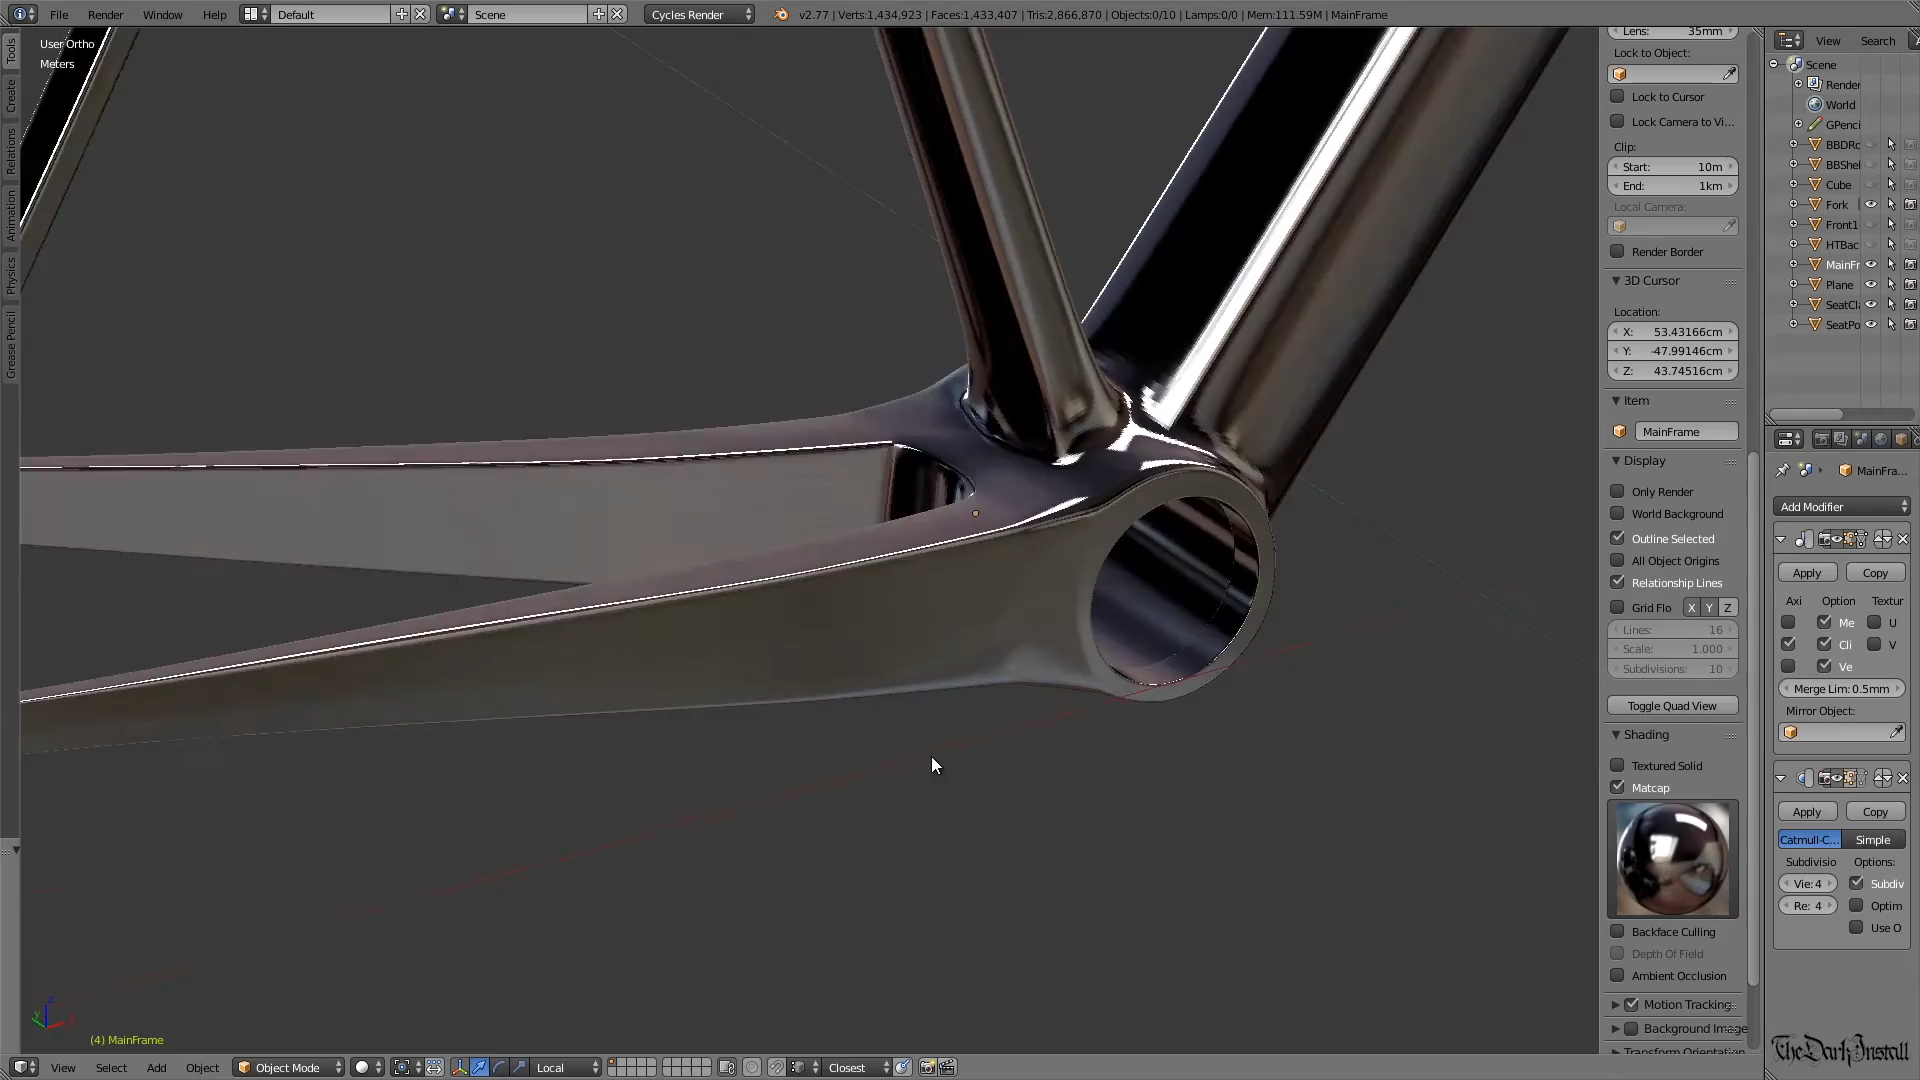 File Render Window Help Default Scene Cycles Render v2.77 | Verts:1,434,923 | Faces:1,433,407 | Tris:2,866,870 | Objects:0/10 | Lamps:0/0 | Mem:111.59M | MainFrame
User Ortho
Meters
Tools
Create
Relations
Animation
Physics
Grease Pencil
(4) MainFrame
View Select Add Object Object Mode Local Closest
Lens: 35mm
Lock to Object:
Lock to Cursor
Lock Camera to Vi...
Clip:
Start: 10m
End: 1km
Local Camera:
Render Border
3D Cursor
Location:
X: 53.43166cm
Y: -47.99146cm
Z: 43.74516cm
Item
MainFrame
Display
Only Render
World Background
Outline Selected
All Object Origins
Relationship Lines
Grid Flo X Y Z
Lines: 16
Scale: 1.000
Subdivisions: 10
Toggle Quad View
Shading
Textured Solid
Matcap
Backface Culling
Depth Of Field
Ambient Occlusion
Motion Tracking
Background Image
Transform Orientation
View Search
Scene
Render
World
GPenci
BBDRo
BBShel
Cube
Fork
Front1
HTBac
MainFr
Plane
SeatCl
SeatPo
MainFra...
Add Modifier
Apply Copy
Axi Option Textur
Me U
Cli V
Ve
Merge Lim: 0.5mm
Mirror Object:
Apply Copy
Catmull-C... Simple
Subdivisio Options:
Vie: 4 Subdiv
Re: 4 Optim
Use O
TheDarkInstall